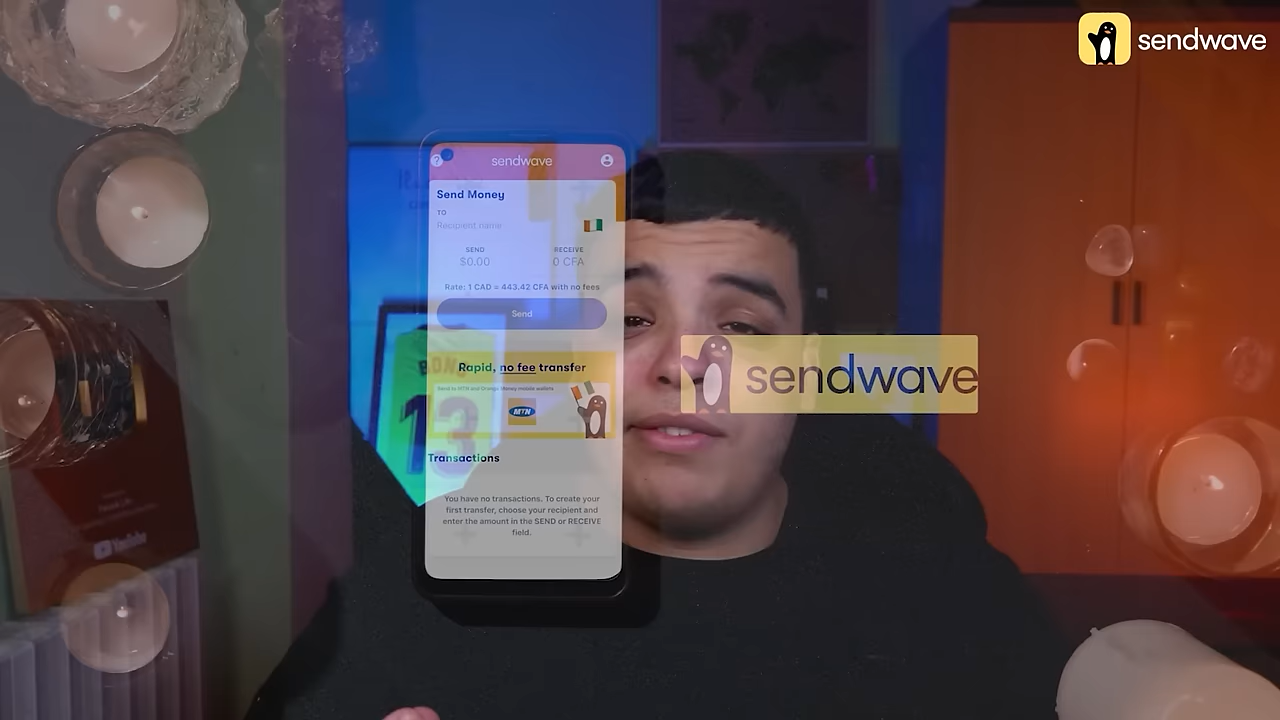 sendwave
sendwave
Send Money
TO
Recipient name
SEND
RECEIVE
$0.00
0 CFA
Rate: 1 CAD = 443.42 CFA with no fees
Send
sendwave
Rapid, no fee transfer
Send to MTN and Orange Money mobile wallets
MTN
13
Transactions
You have no transactions. To create your
first transfer, choose your recipient and
enter the amount in the SEND or RECEIVE
field.
YouTube